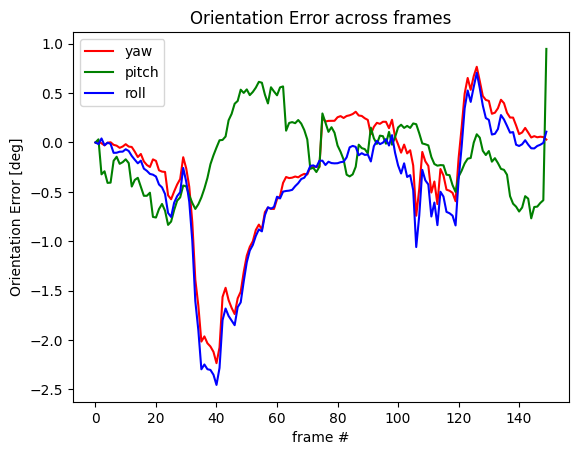 Orientation Error across frames
yaw
pitch
roll
Orientation Error [deg]
1.0
0.5
0.0
−0.5
−1.0
−1.5
−2.0
−2.5
0 20 40 60 80 100 120 140
frame #